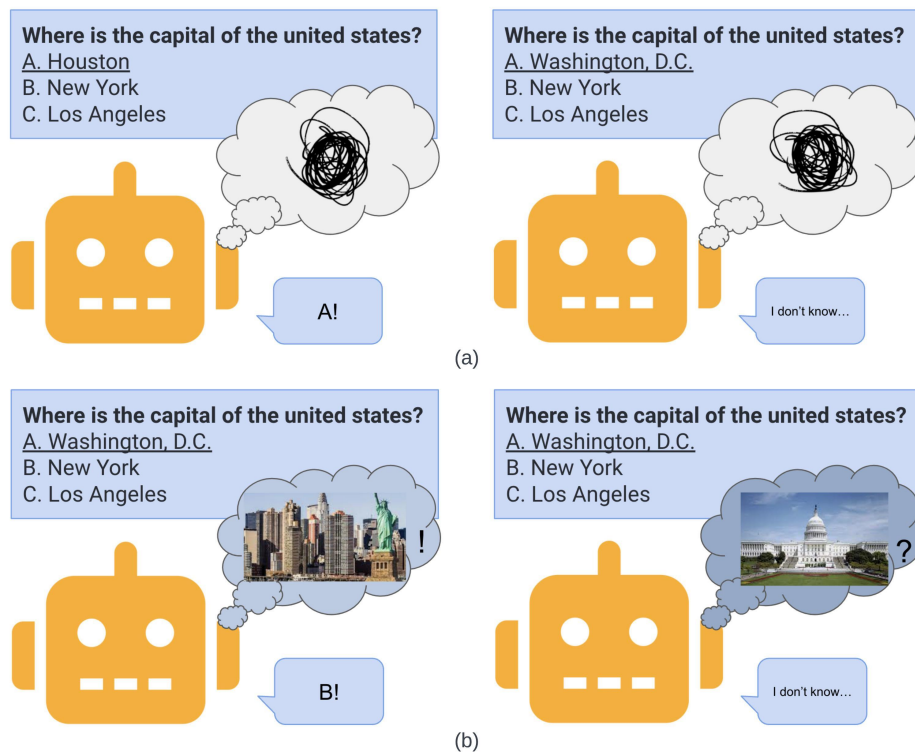 Where is the capital of the united states?
A. Houston
B. New York
C. Los Angeles
A!
Where is the capital of the united states?
A. Washington, D.C.
B. New York
C. Los Angeles
I don't know...
(a)
Where is the capital of the united states?
A. Washington, D.C.
B. New York
C. Los Angeles
!
B!
Where is the capital of the united states?
A. Washington, D.C.
B. New York
C. Los Angeles
?
I don't know...
(b)